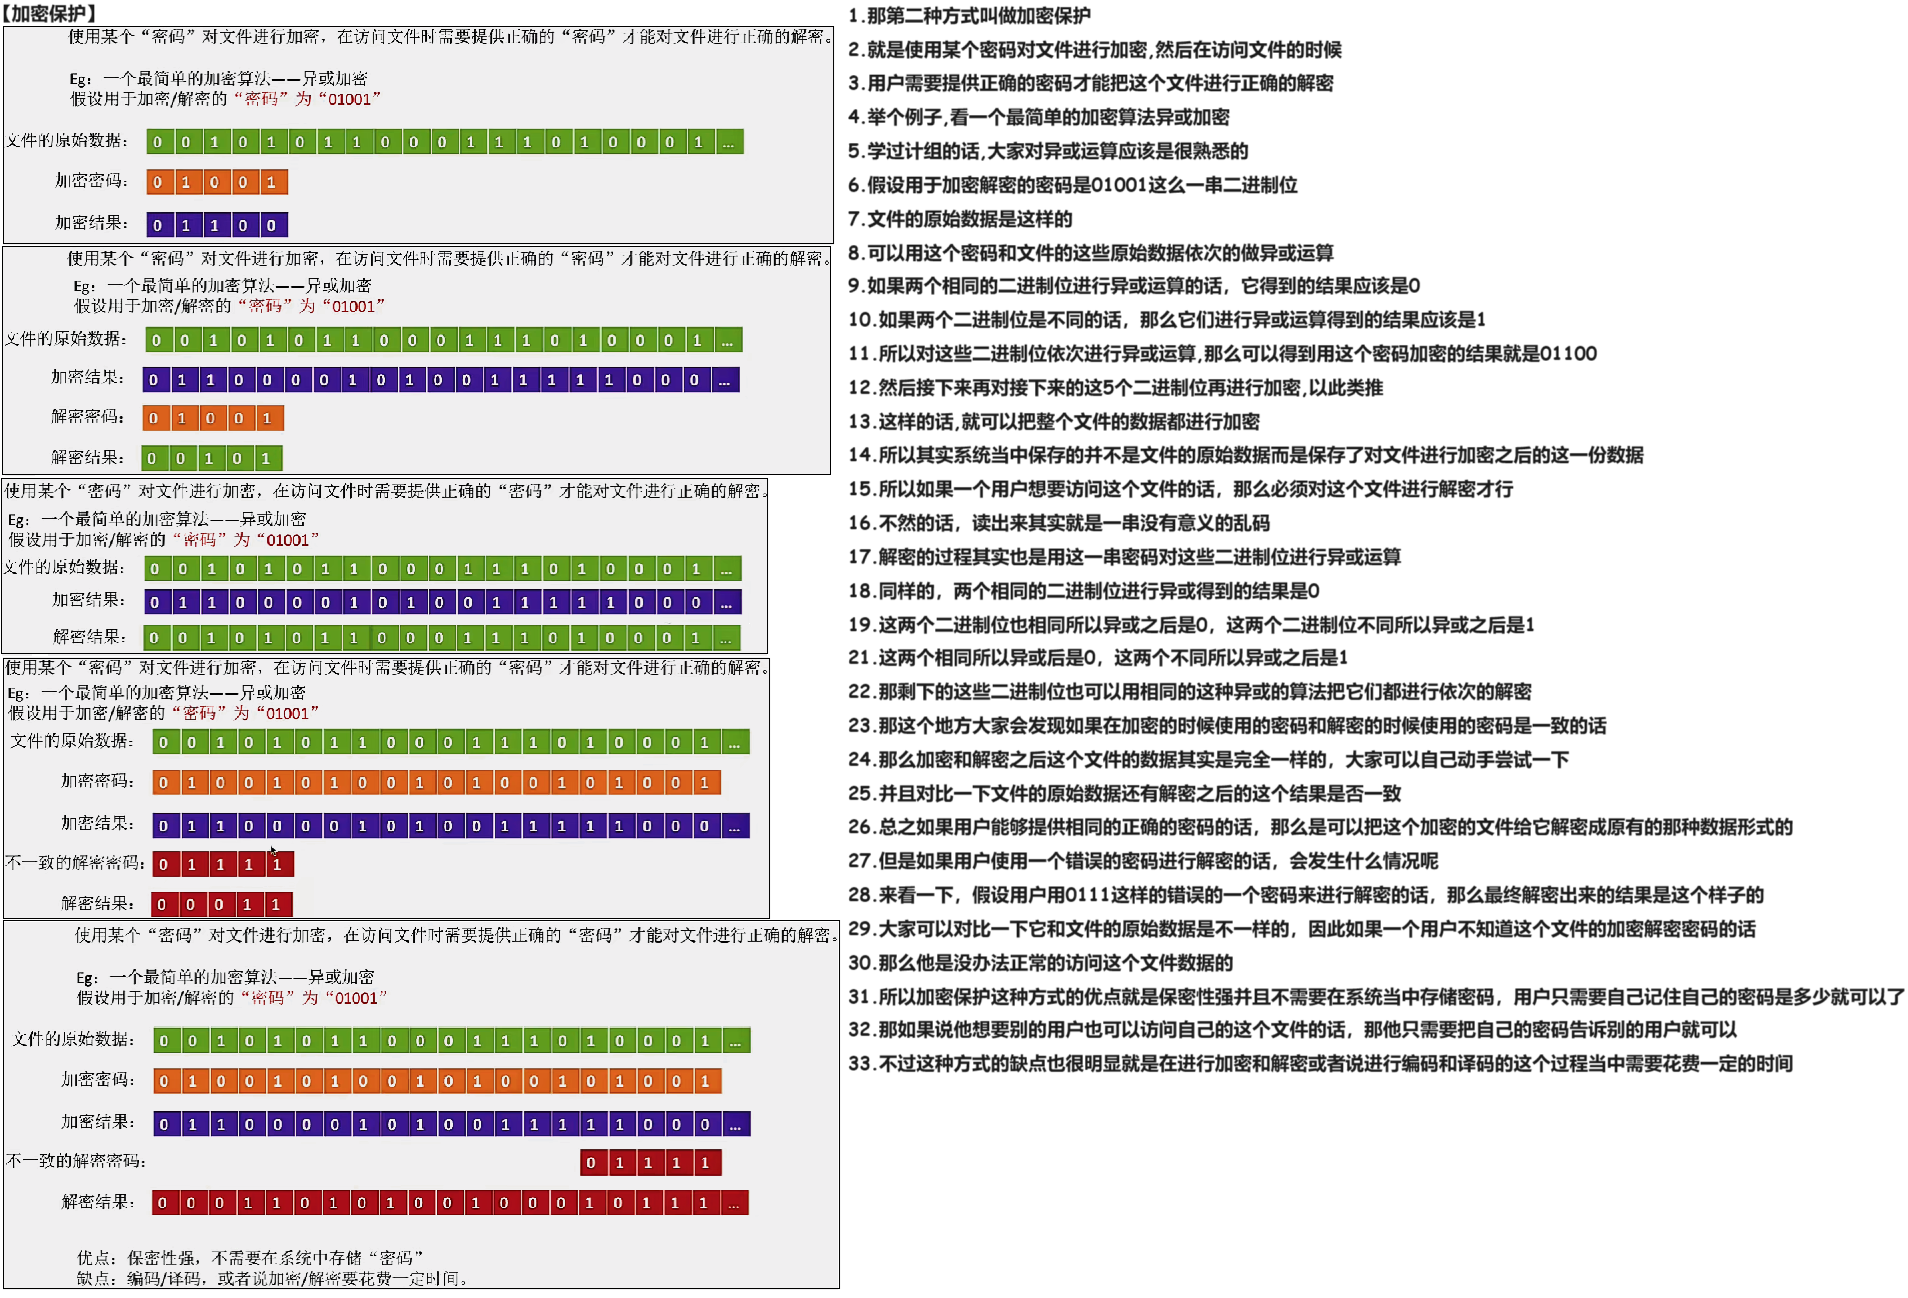 【加密保护】
使用某个“密码”对文件进行加密，在访问文件时需要提供正确的“密码”才能对文件进行正确的解密。
Eg：一个最简单的加密算法——异或加密
假设用于加密/解密的“密码”为“01001”
文件的原始数据： 0 0 1 0 1 0 1 1 0 0 0 1 1 1 0 1 0 0 0 1 ...
加密密码： 0 1 0 0 1
加密结果： 0 1 1 0 0
使用某个“密码”对文件进行加密，在访问文件时需要提供正确的“密码”才能对文件进行正确的解密。
Eg：一个最简单的加密算法——异或加密
假设用于加密/解密的“密码”为“01001”
文件的原始数据： 0 0 1 0 1 0 1 1 0 0 0 1 1 1 0 1 0 0 0 1 ...
加密结果： 0 1 1 0 0 0 0 1 0 1 0 0 1 1 1 1 1 0 0 0 ...
解密密码： 0 1 0 0 1
解密结果： 0 0 1 0 1
使用某个“密码”对文件进行加密，在访问文件时需要提供正确的“密码”才能对文件进行正确的解密。
Eg：一个最简单的加密算法——异或加密
假设用于加密/解密的“密码”为“01001”
文件的原始数据： 0 0 1 0 1 0 1 1 0 0 0 1 1 1 0 1 0 0 0 1 ...
加密结果： 0 1 1 0 0 0 0 1 0 1 0 0 1 1 1 1 1 0 0 0 ...
解密结果： 0 0 1 0 1 0 1 1 0 0 0 1 1 1 0 1 0 0 0 1 ...
使用某个“密码”对文件进行加密，在访问文件时需要提供正确的“密码”才能对文件进行正确的解密。
Eg：一个最简单的加密算法——异或加密
假设用于加密/解密的“密码”为“01001”
文件的原始数据： 0 0 1 0 1 0 1 1 0 0 0 1 1 1 0 1 0 0 0 1 ...
加密密码： 0 1 0 0 1 0 1 0 0 1 0 1 0 0 1 0 1 0 0 1
加密结果： 0 1 1 0 0 0 0 1 0 1 0 0 1 1 1 1 1 0 0 0 ...
不一致的解密密码： 0 1 1 1 1
解密结果： 0 0 0 1 1
使用某个“密码”对文件进行加密，在访问文件时需要提供正确的“密码”才能对文件进行正确的解密。
Eg：一个最简单的加密算法——异或加密
假设用于加密/解密的“密码”为“01001”
文件的原始数据： 0 0 1 0 1 0 1 1 0 0 0 1 1 1 0 1 0 0 0 1 ...
加密密码： 0 1 0 0 1 0 1 0 0 1 0 1 0 0 1 0 1 0 0 1
加密结果： 0 1 1 0 0 0 0 1 0 1 0 0 1 1 1 1 1 0 0 0 ...
不一致的解密密码： 0 1 1 1 1
解密结果： 0 0 0 1 1 0 1 0 1 0 0 1 0 0 0 1 0 1 1 1 ...
优点：保密性强，不需要在系统中存储“密码”
缺点：编码/译码，或者说加密/解密要花费一定时间。
1.那第二种方式叫做加密保护
2.就是使用某个密码对文件进行加密,然后在访问文件的时候
3.用户需要提供正确的密码才能把这个文件进行正确的解密
4.举个例子,看一个最简单的加密算法异或加密
5.学过计组的话,大家对异或运算应该是很熟悉的
6.假设用于加密解密的密码是01001这么一串二进制位
7.文件的原始数据是这样的
8.可以用这个密码和文件的这些原始数据依次的做异或运算
9.如果两个相同的二进制位进行异或运算的话，它得到的结果应该是0
10.如果两个二进制位是不同的话，那么它们进行异或运算得到的结果应该是1
11.所以对这些二进制位依次进行异或运算,那么可以得到用这个密码加密的结果就是01100
12.然后接下来再对接下来的这5个二进制位再进行加密,以此类推
13.这样的话,就可以把整个文件的数据都进行加密
14.所以其实系统当中保存的并不是文件的原始数据而是保存了对文件进行加密之后的这一份数据
15.所以如果一个用户想要访问这个文件的话，那么必须对这个文件进行解密才行
16.不然的话，读出来其实就是一串没有意义的乱码
17.解密的过程其实也是用这一串密码对这些二进制位进行异或运算
18.同样的，两个相同的二进制位进行异或得到的结果是0
19.这两个二进制位也相同所以异或之后是0，这两个二进制位不同所以异或之后是1
21.这两个相同所以异或后是0，这两个不同所以异或之后是1
22.那剩下的这些二进制位也可以用相同的这种异或的算法把它们都进行依次的解密
23.那这个地方大家会发现如果在加密的时候使用的密码和解密的时候使用的密码是一致的话
24.那么加密和解密之后这个文件的数据其实是完全一样的，大家可以自己动手尝试一下
25.并且对比一下文件的原始数据还有解密之后的这个结果是否一致
26.总之如果用户能够提供相同的正确的密码的话，那么是可以把这个加密的文件给它解密成原有的那种数据形式的
27.但是如果用户使用一个错误的密码进行解密的话，会发生什么情况呢
28.来看一下，假设用户用0111这样的错误的一个密码来进行解密的话，那么最终解密出来的结果是这个样子的
29.大家可以对比一下它和文件的原始数据是不一样的，因此如果一个用户不知道这个文件的加密解密密码的话
30.那么他是没办法正常的访问这个文件数据的
31.所以加密保护这种方式的优点就是保密性强并且不需要在系统当中存储密码，用户只需要自己记住自己的密码是多少就可以了
32.那如果说他想要别的用户也可以访问自己的这个文件的话，那他只需要把自己的密码告诉别的用户就可以
33.不过这种方式的缺点也很明显就是在进行加密和解密或者说进行编码和译码的这个过程当中需要花费一定的时间